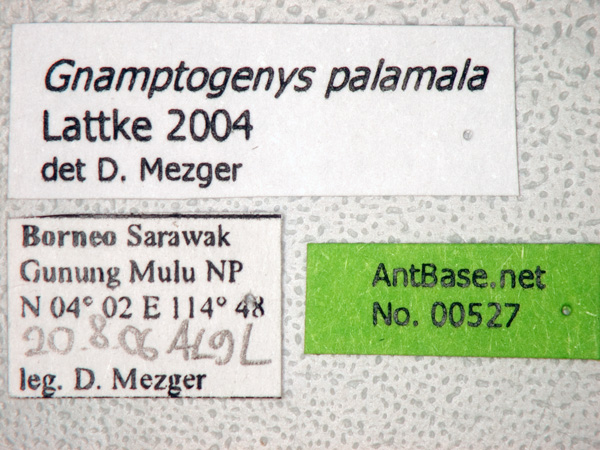 Gnamptogenys palamala
Lattke 2004
det D. Mezger
Borneo Sarawak
Gunung Mulu NP
N 04° 02 E 114° 48
20.8.06 AL9L
leg. D. Mezger
AntBase.net
No. 00527